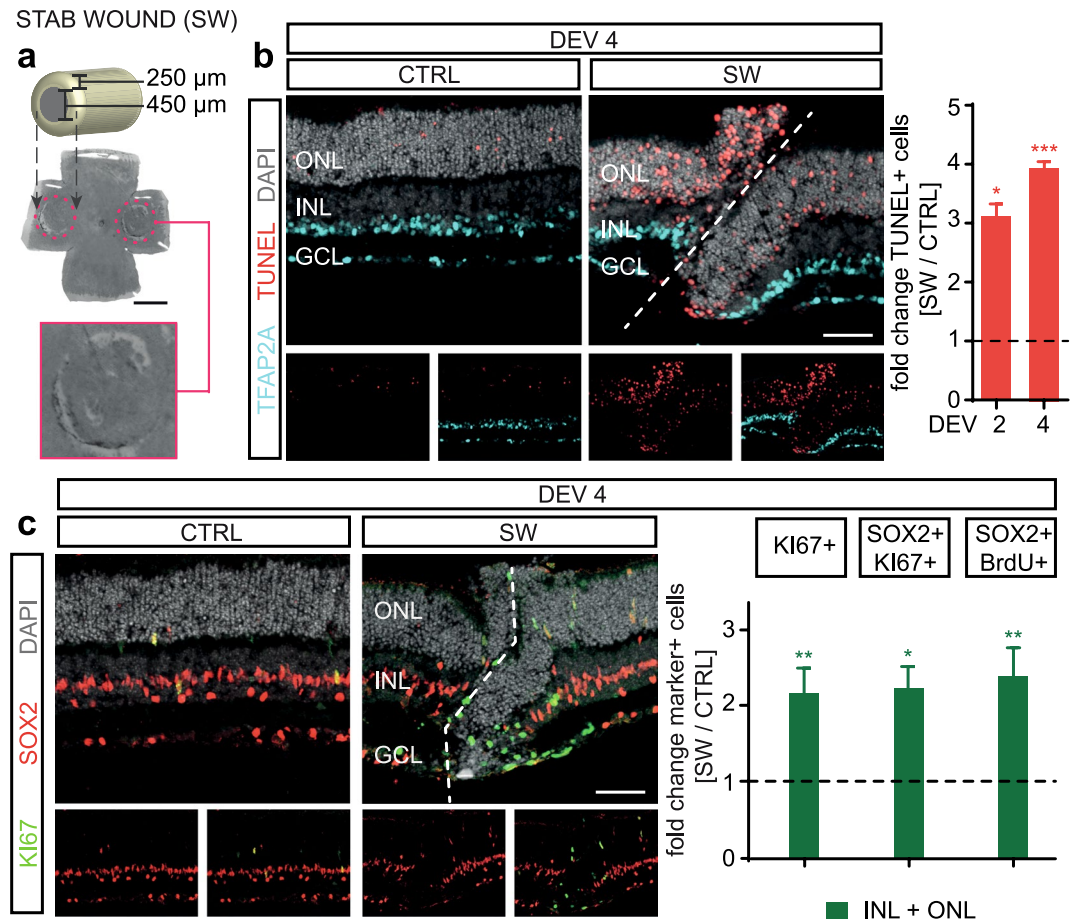 STAB WOUND (SW)
a
250 µm
450 µm
b
DEV 4
CTRL
SW
TFAP2A TUNEL DAPI
ONL
INL
GCL
ONL
INL
GCL
fold change TUNEL+ cells
[SW / CTRL]
5
4
3
2
1
0
*
***
DEV 2 4
c
DEV 4
CTRL
SW
KI67+
SOX2+
KI67+
SOX2+
BrdU+
KI67 SOX2 DAPI
ONL
INL
GCL
fold change marker+ cells
[SW / CTRL]
3
2
1
0
**
*
**
INL + ONL